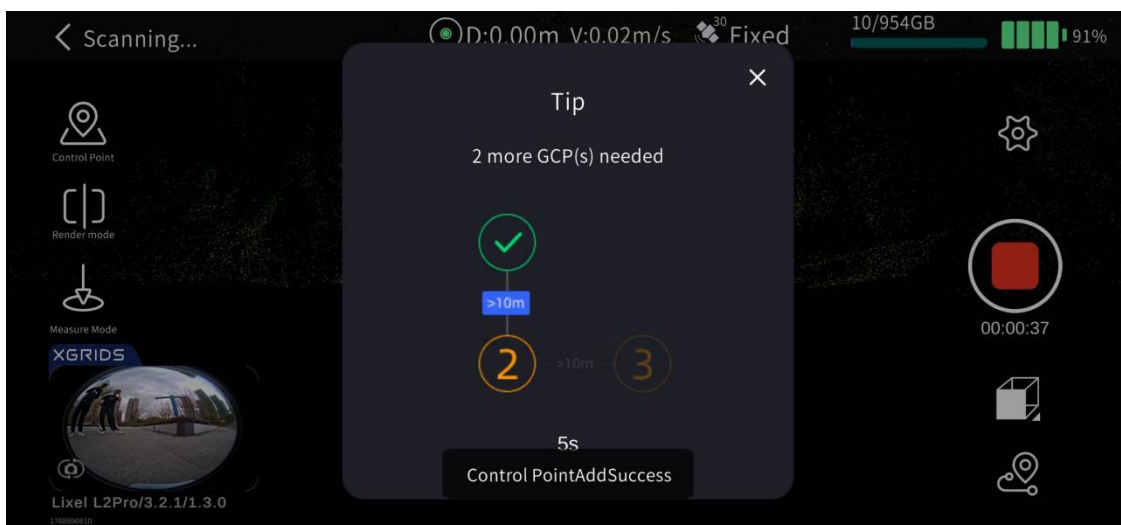 Scanning...
D:0.00m V:0.02m/s
30
Fixed
10/954GB
91%
Tip
2 more GCP(s) needed
>10m
2
>10m
3
5s
Control PointAddSuccess
Control Point
Render mode
Measure Mode
XGRIDS
Lixel L2Pro/3.2.1/1.3.0
1768896610
00:00:37